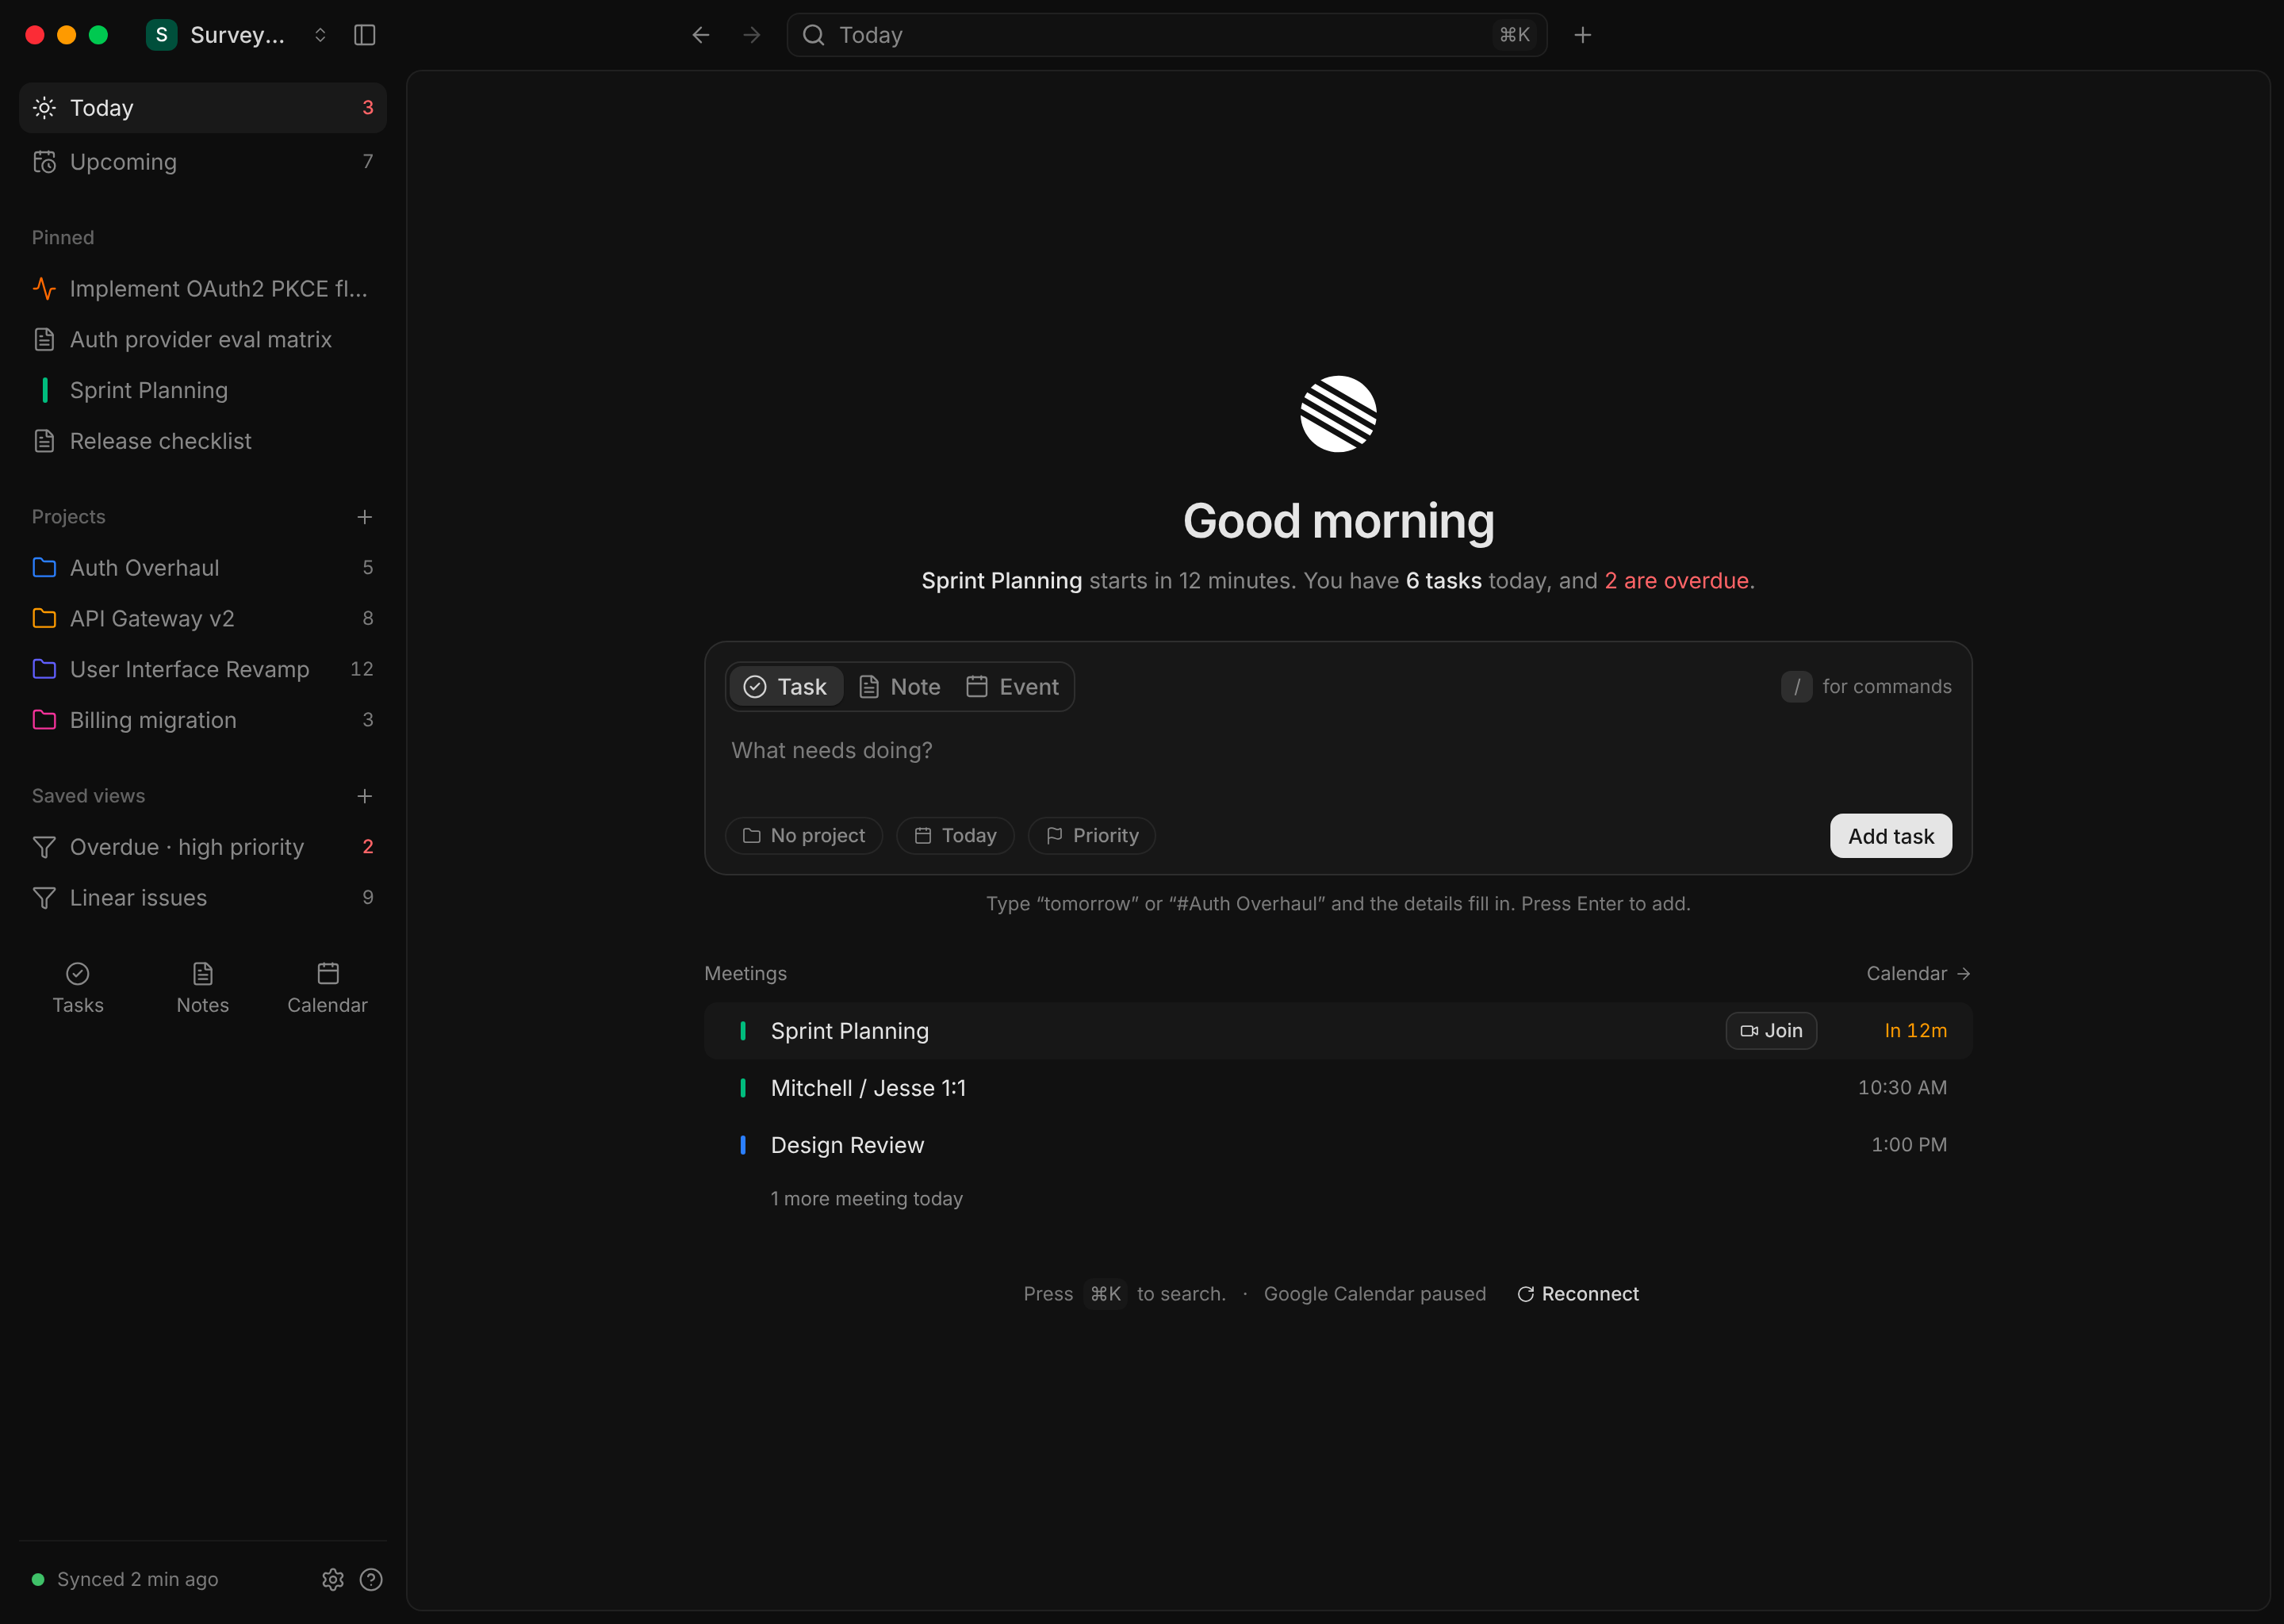 S Survey...
Today ⌘K
Today 3
Upcoming 7
Pinned
Implement OAuth2 PKCE fl...
Auth provider eval matrix
Sprint Planning
Release checklist
Projects
Auth Overhaul 5
API Gateway v2 8
User Interface Revamp 12
Billing migration 3
Saved views
Overdue · high priority 2
Linear issues 9
Tasks Notes Calendar
Synced 2 min ago
Good morning
Sprint Planning starts in 12 minutes. You have 6 tasks today, and 2 are overdue.
Task Note Event / for commands
What needs doing?
No project Today Priority Add task
Type “tomorrow” or “#Auth Overhaul” and the details fill in. Press Enter to add.
Meetings Calendar →
Sprint Planning Join In 12m
Mitchell / Jesse 1:1 10:30 AM
Design Review 1:00 PM
1 more meeting today
Press ⌘K to search. · Google Calendar paused Reconnect